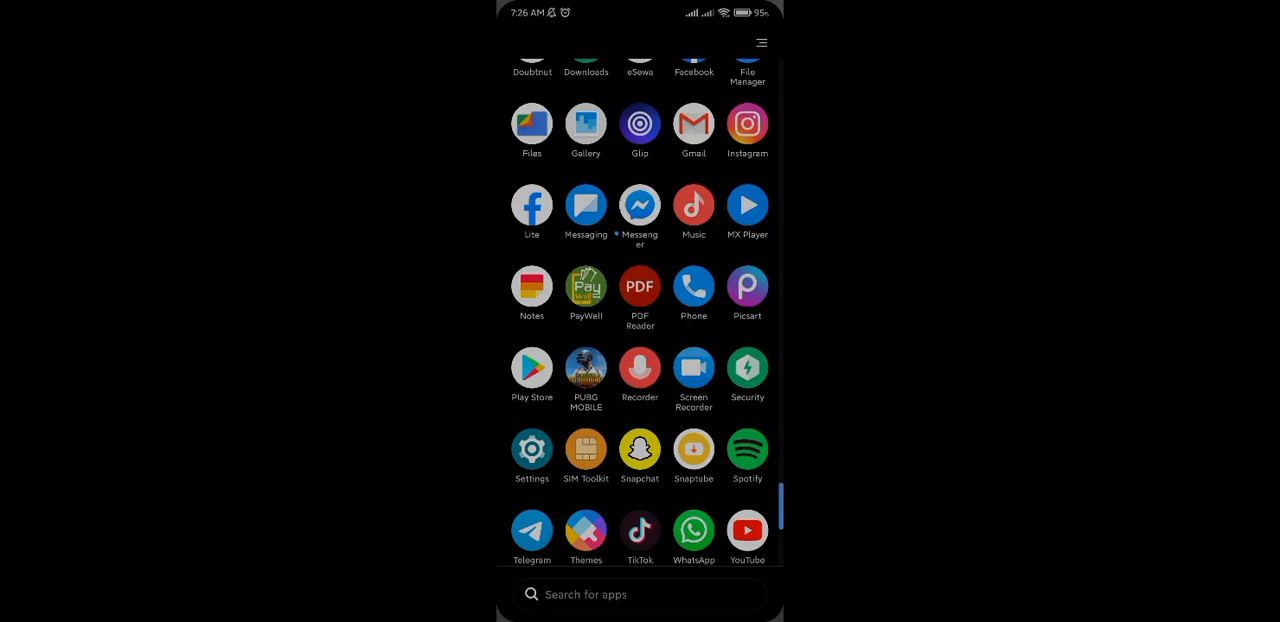 7:26 AM 95%
Doubtnut Downloads eSewa Facebook File
Manager
Files Gallery Glip Gmail Instagram
Lite Messaging Messeng Music MX Player
er
PDF
Pay
Well
Notes PayWell PDF Phone Picsart
Reader
Play Store PUBG Recorder Screen Security
MOBILE Recorder
Settings SIM Toolkit Snapchat Snaptube Spotify
Telegram Themes TikTok WhatsApp YouTube
Search for apps